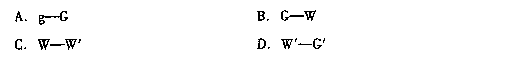 A. g—G B. G—W
C. W—W′ D. W′—G′